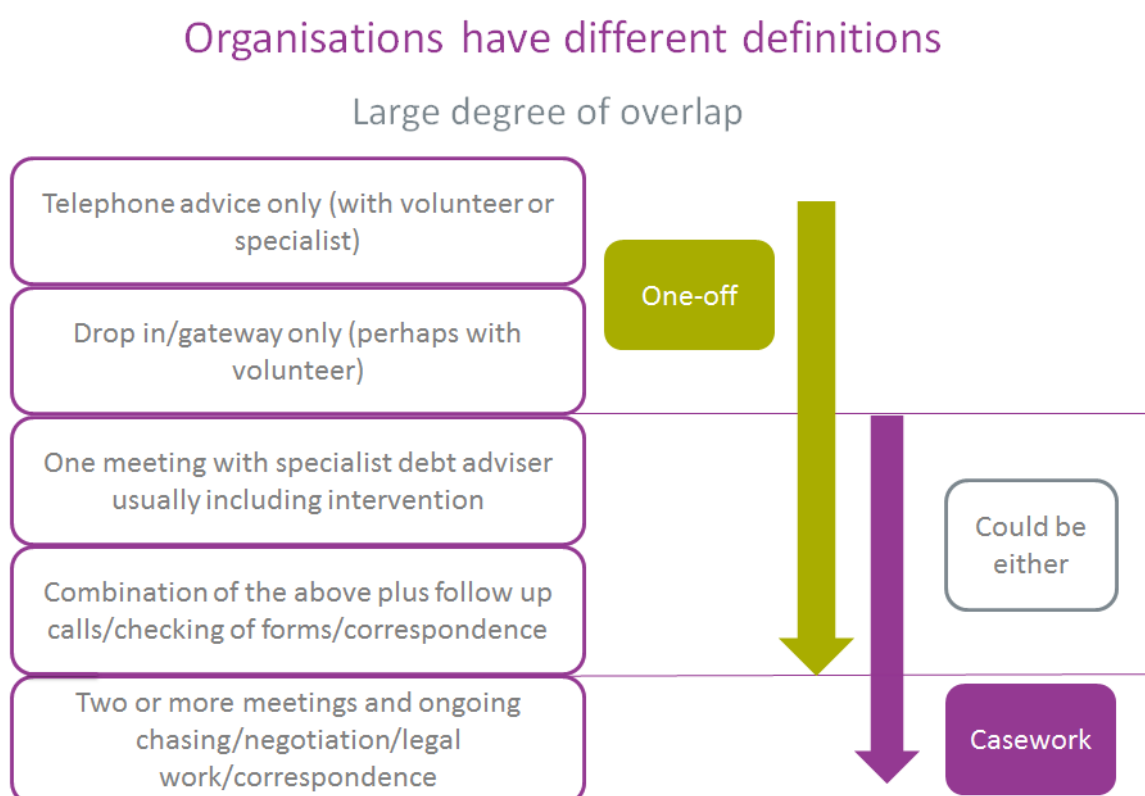 Organisations have different definitions
Large degree of overlap
Telephone advice only (with volunteer or
specialist)
One-off
Drop in/gateway only (perhaps with
volunteer)
One meeting with specialist debt adviser
usually including intervention
Could be
either
Combination of the above plus follow up
calls/checking of forms/correspondence
Two or more meetings and ongoing
chasing/negotiation/legal
work/correspondence
Casework